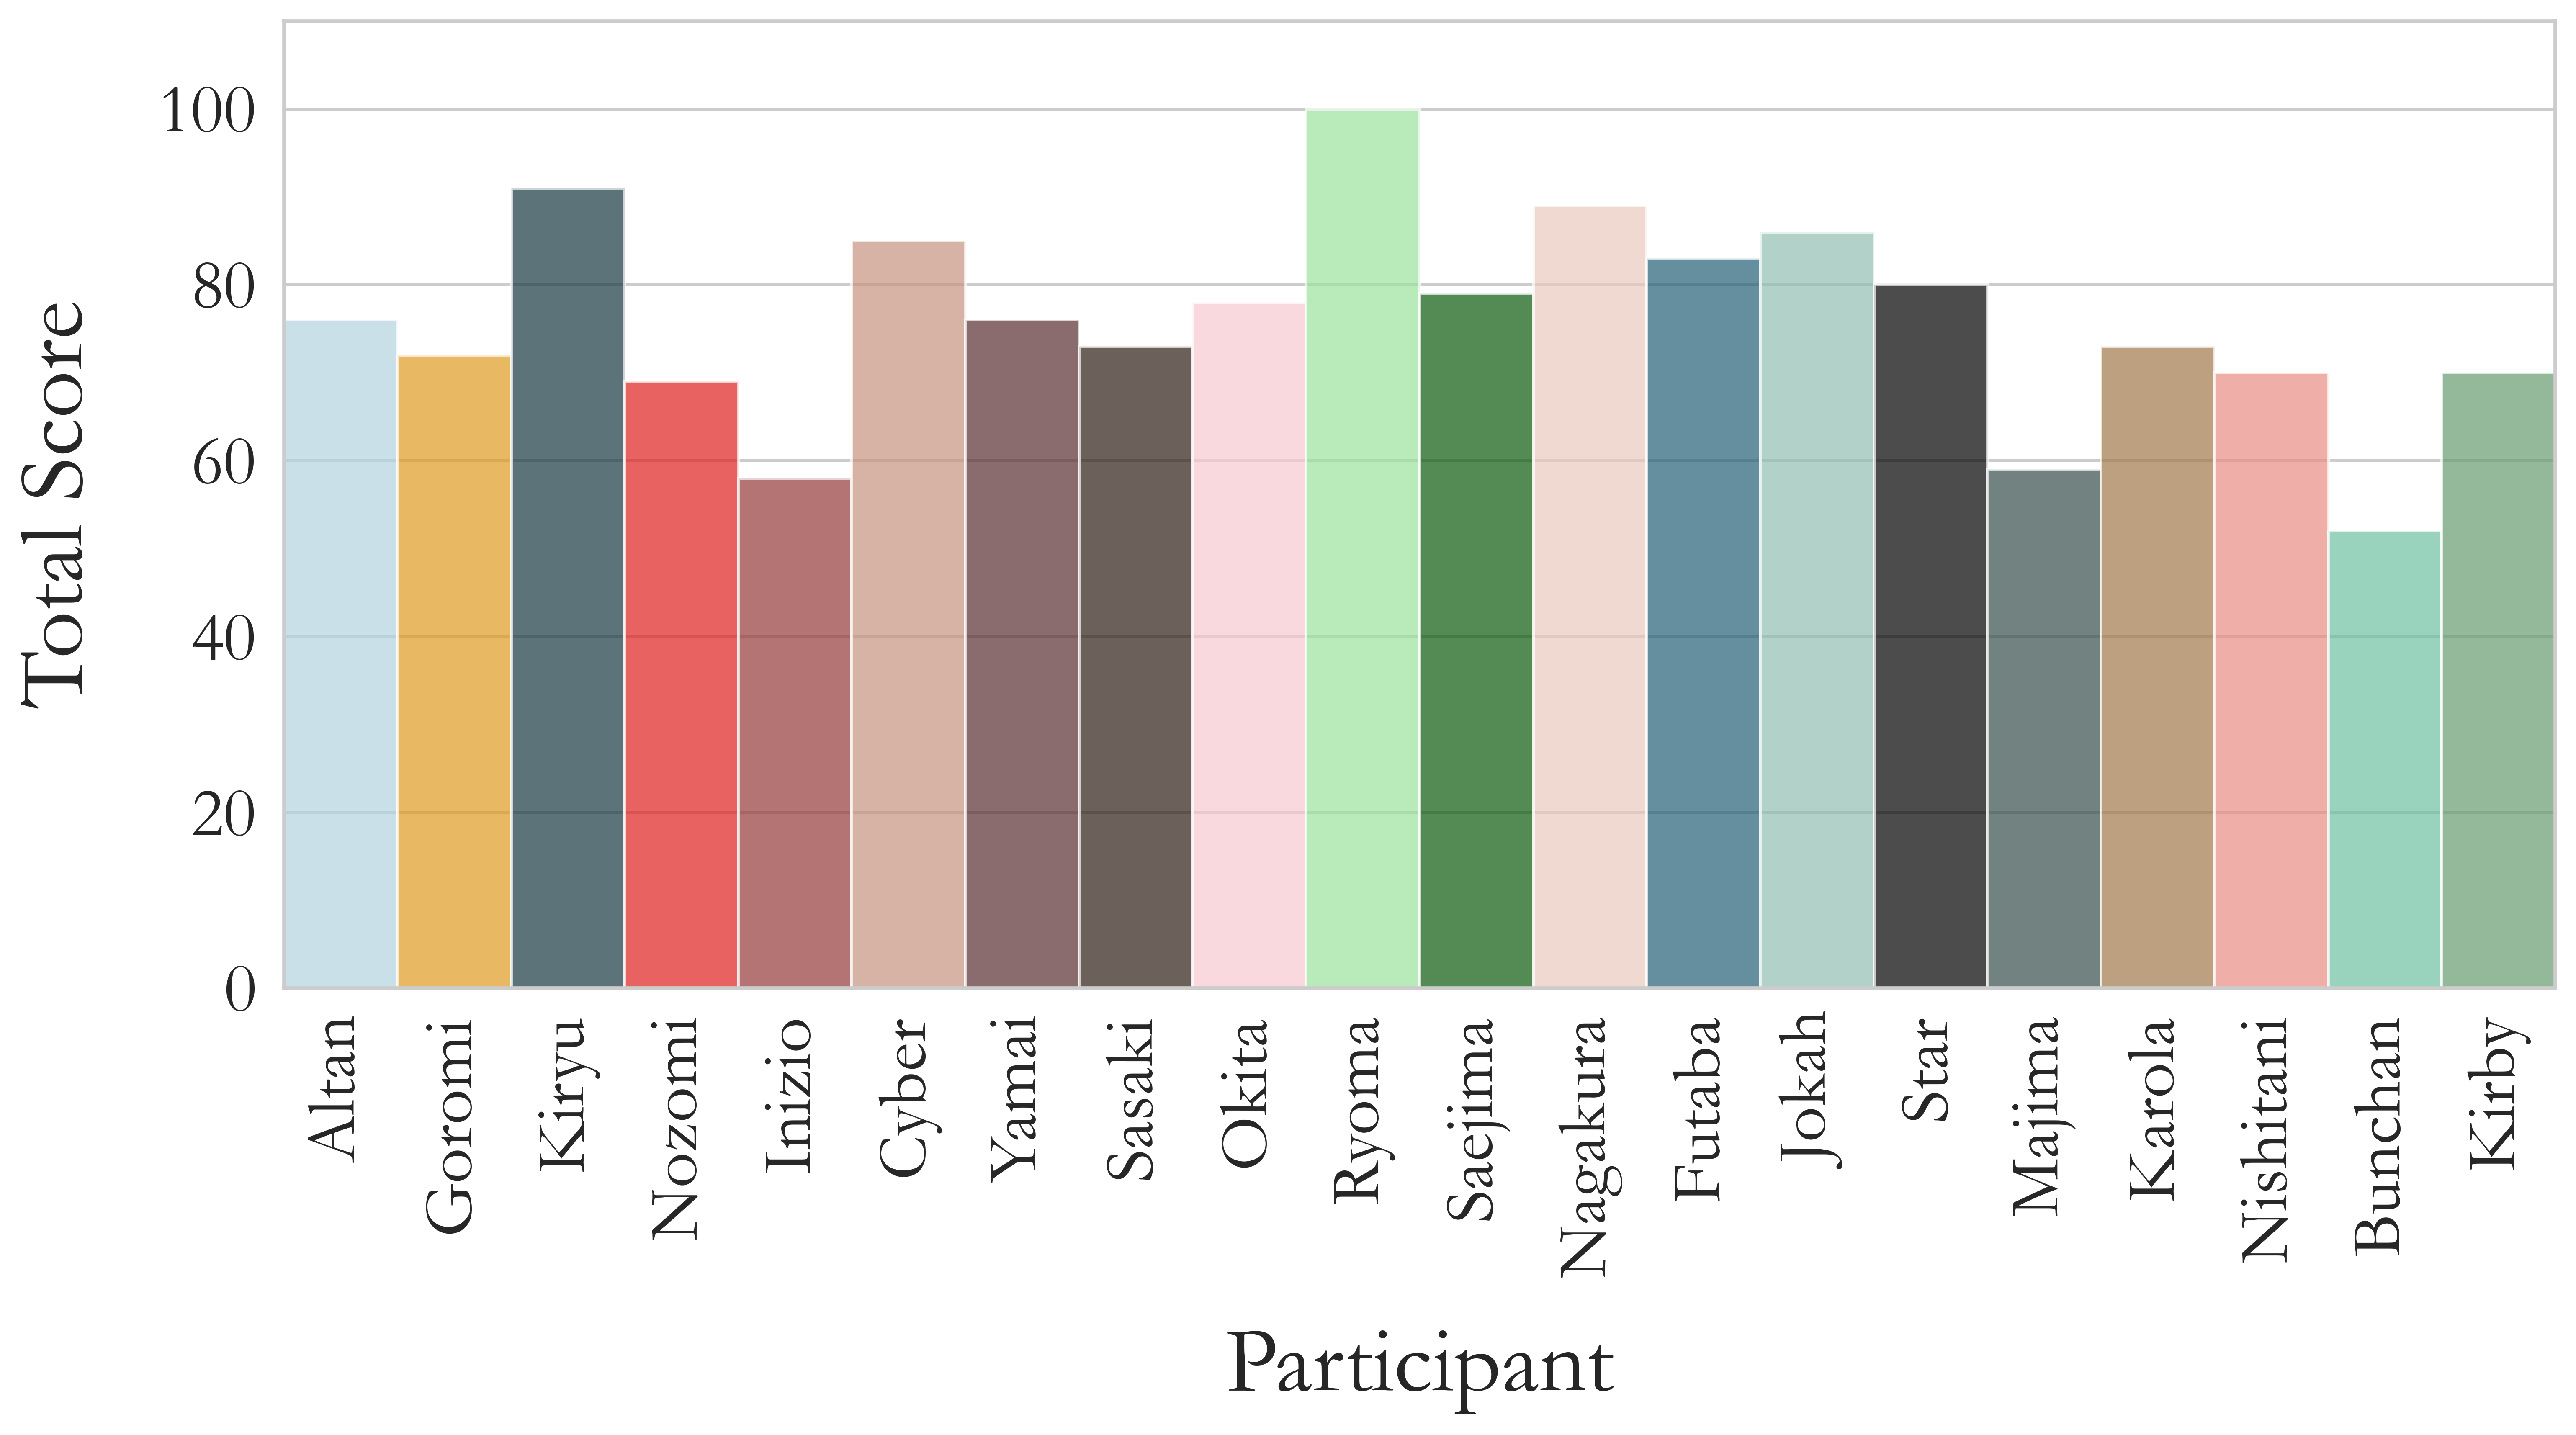 Total Score
100
80
60
40
20
0
Altan
Goromi
Kiryu
Nozomi
Inizio
Cyber
Yamai
Sasaki
Okita
Ryoma
Saejima
Nagakura
Futaba
Jokah
Star
Majima
Karola
Nishitani
Bunchan
Kirby
Participant